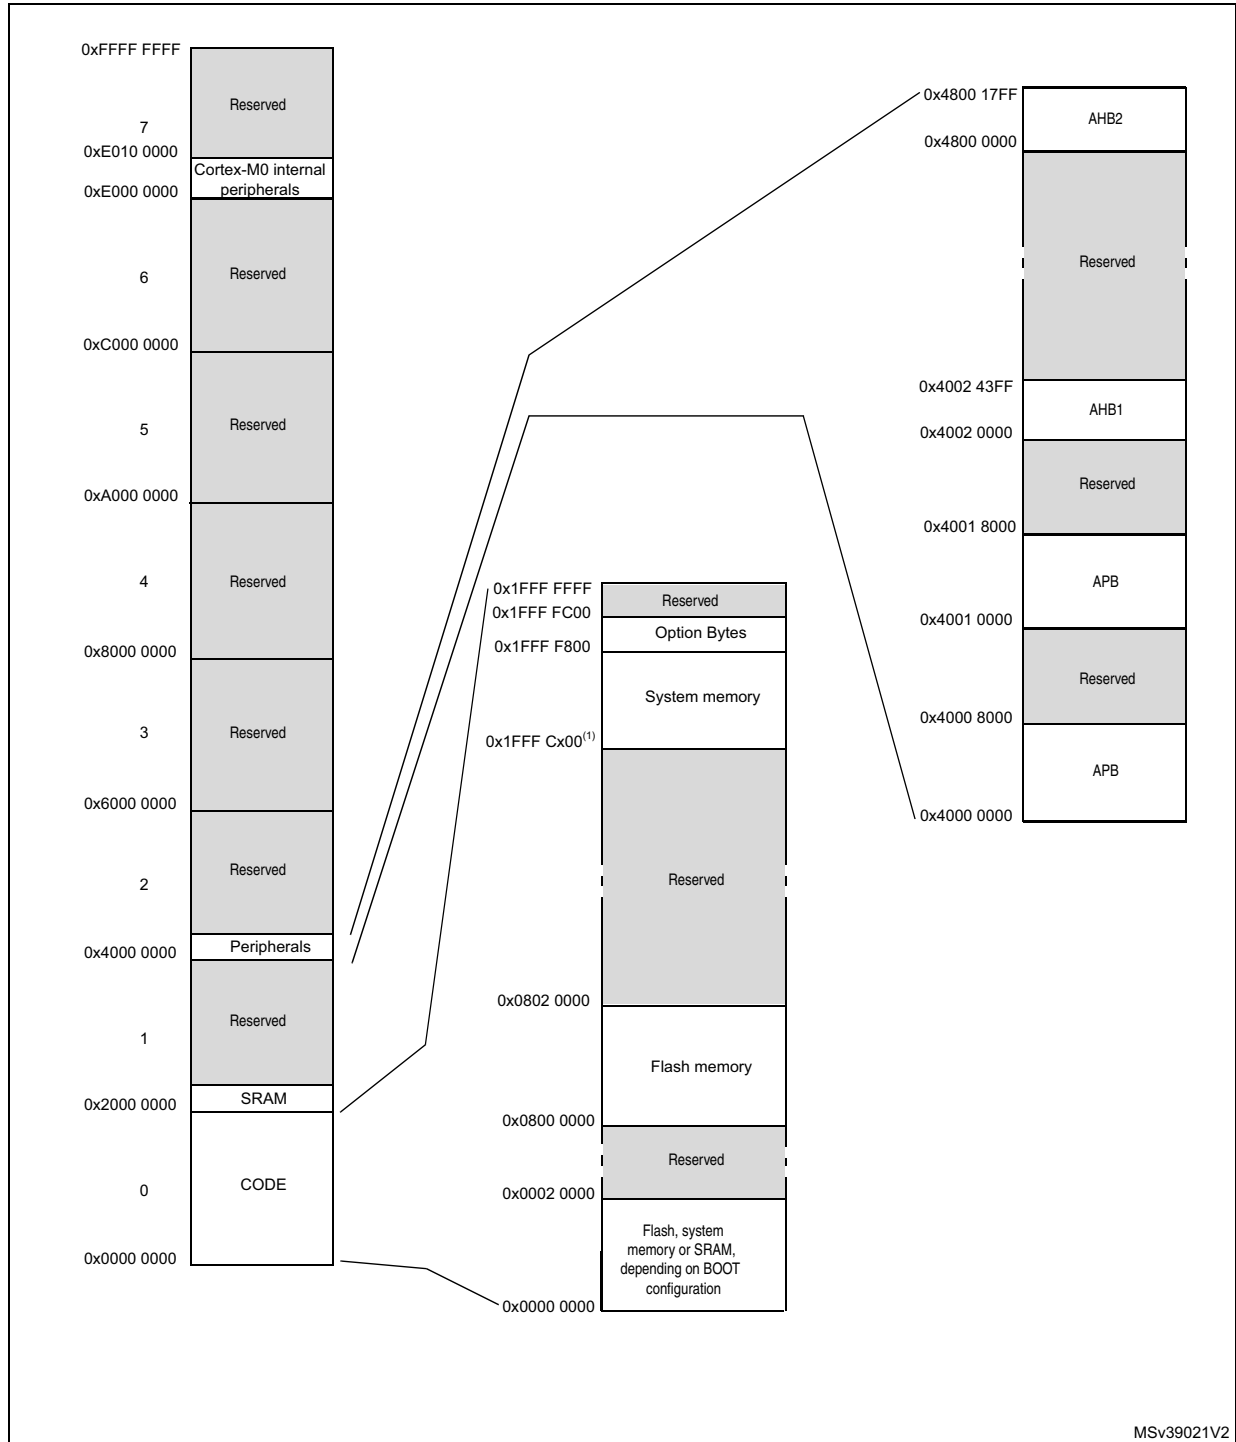 0xFFFF FFFF
Reserved
7
0xE010 0000
Cortex-M0 internal
peripherals
0xE000 0000
Reserved
6
0xC000 0000
Reserved
5
0xA000 0000
Reserved
4
0x8000 0000
Reserved
3
0x6000 0000
Reserved
2
Peripherals
0x4000 0000
Reserved
1
SRAM
0x2000 0000
CODE
0
0x0000 0000
0x1FFF FFFF
Reserved
0x1FFF FC00
Option Bytes
0x1FFF F800
System memory
0x1FFF Cx00(1)
Reserved
0x0802 0000
Flash memory
0x0800 0000
Reserved
0x0002 0000
Flash, system
memory or SRAM,
depending on BOOT
configuration
0x0000 0000
0x4800 17FF
AHB2
0x4800 0000
Reserved
0x4002 43FF
AHB1
0x4002 0000
Reserved
0x4001 8000
APB
0x4001 0000
Reserved
0x4000 8000
APB
0x4000 0000
MSv39021V2